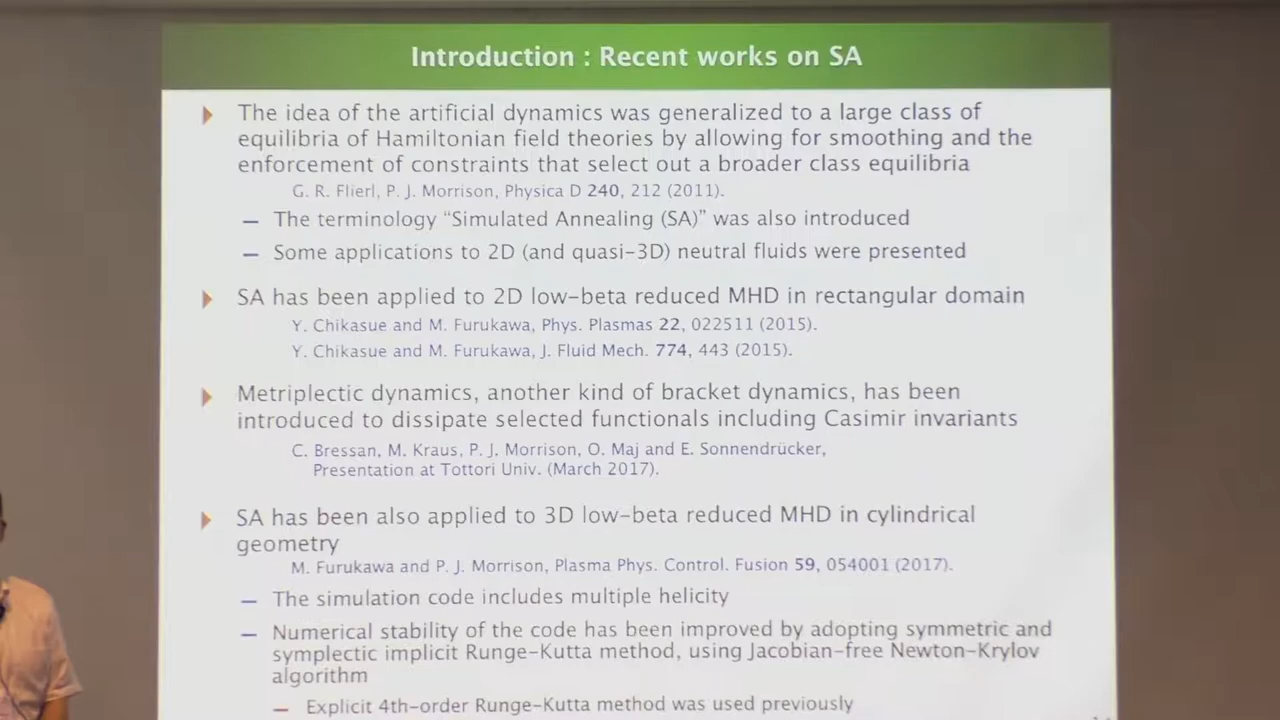 Introduction : Recent works on SA
The idea of the artificial dynamics was generalized to a large class of
equilibria of Hamiltonian field theories by allowing for smoothing and the
enforcement of constraints that select out a broader class equilibria
G. R. Flierl, P. J. Morrison, Physica D 240, 212 (2011).
— The terminology “Simulated Annealing (SA)” was also introduced
— Some applications to 2D (and quasi-3D) neutral fluids were presented
SA has been applied to 2D low-beta reduced MHD in rectangular domain
Y. Chikasue and M. Furukawa, Phys. Plasmas 22, 022511 (2015).
Y. Chikasue and M. Furukawa, J. Fluid Mech. 774, 443 (2015).
Metriplectic dynamics, another kind of bracket dynamics, has been
introduced to dissipate selected functionals including Casimir invariants
C. Bressan, M. Kraus, P. J. Morrison, O. Maj and E. Sonnendrücker,
Presentation at Tottori Univ. (March 2017).
SA has been also applied to 3D low-beta reduced MHD in cylindrical
geometry
M. Furukawa and P. J. Morrison, Plasma Phys. Control. Fusion 59, 054001 (2017).
— The simulation code includes multiple helicity
— Numerical stability of the code has been improved by adopting symmetric and
symplectic implicit Runge-Kutta method, using Jacobian-free Newton-Krylov
algorithm
— Explicit 4th-order Runge-Kutta method was used previously